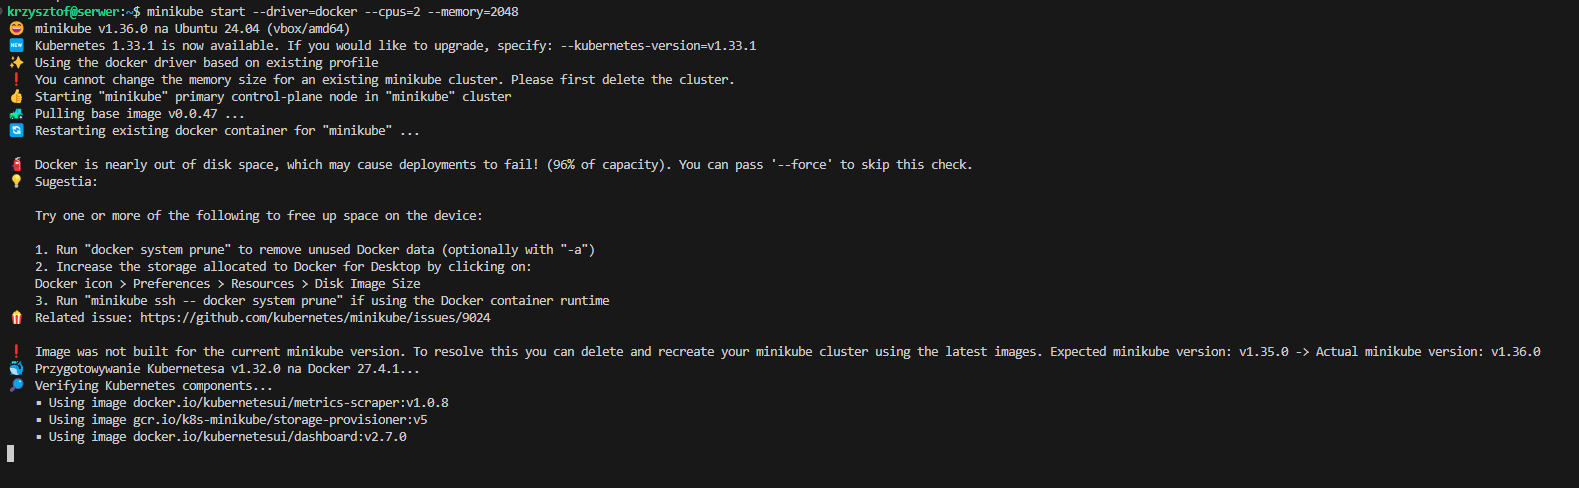 krzysztof@serwer:~$ minikube start --driver=docker --cpus=2 --memory=2048
minikube v1.36.0 na Ubuntu 24.04 (vbox/amd64)
NEW Kubernetes 1.33.1 is now available. If you would like to upgrade, specify: --kubernetes-version=v1.33.1
Using the docker driver based on existing profile
You cannot change the memory size for an existing minikube cluster. Please first delete the cluster.
Starting "minikube" primary control-plane node in "minikube" cluster
Pulling base image v0.0.47 ...
Restarting existing docker container for "minikube" ...
Docker is nearly out of disk space, which may cause deployments to fail! (96% of capacity). You can pass '--force' to skip this check.
Sugestia:
Try one or more of the following to free up space on the device:
1. Run "docker system prune" to remove unused Docker data (optionally with "-a")
2. Increase the storage allocated to Docker for Desktop by clicking on:
Docker icon > Preferences > Resources > Disk Image Size
3. Run "minikube ssh -- docker system prune" if using the Docker container runtime
Related issue: https://github.com/kubernetes/minikube/issues/9024
Image was not built for the current minikube version. To resolve this you can delete and recreate your minikube cluster using the latest images. Expected minikube version: v1.35.0 -> Actual minikube version: v1.36.0
Przygotowywanie Kubernetesa v1.32.0 na Docker 27.4.1...
Verifying Kubernetes components...
▪ Using image docker.io/kubernetesui/metrics-scraper:v1.0.8
▪ Using image gcr.io/k8s-minikube/storage-provisioner:v5
▪ Using image docker.io/kubernetesui/dashboard:v2.7.0